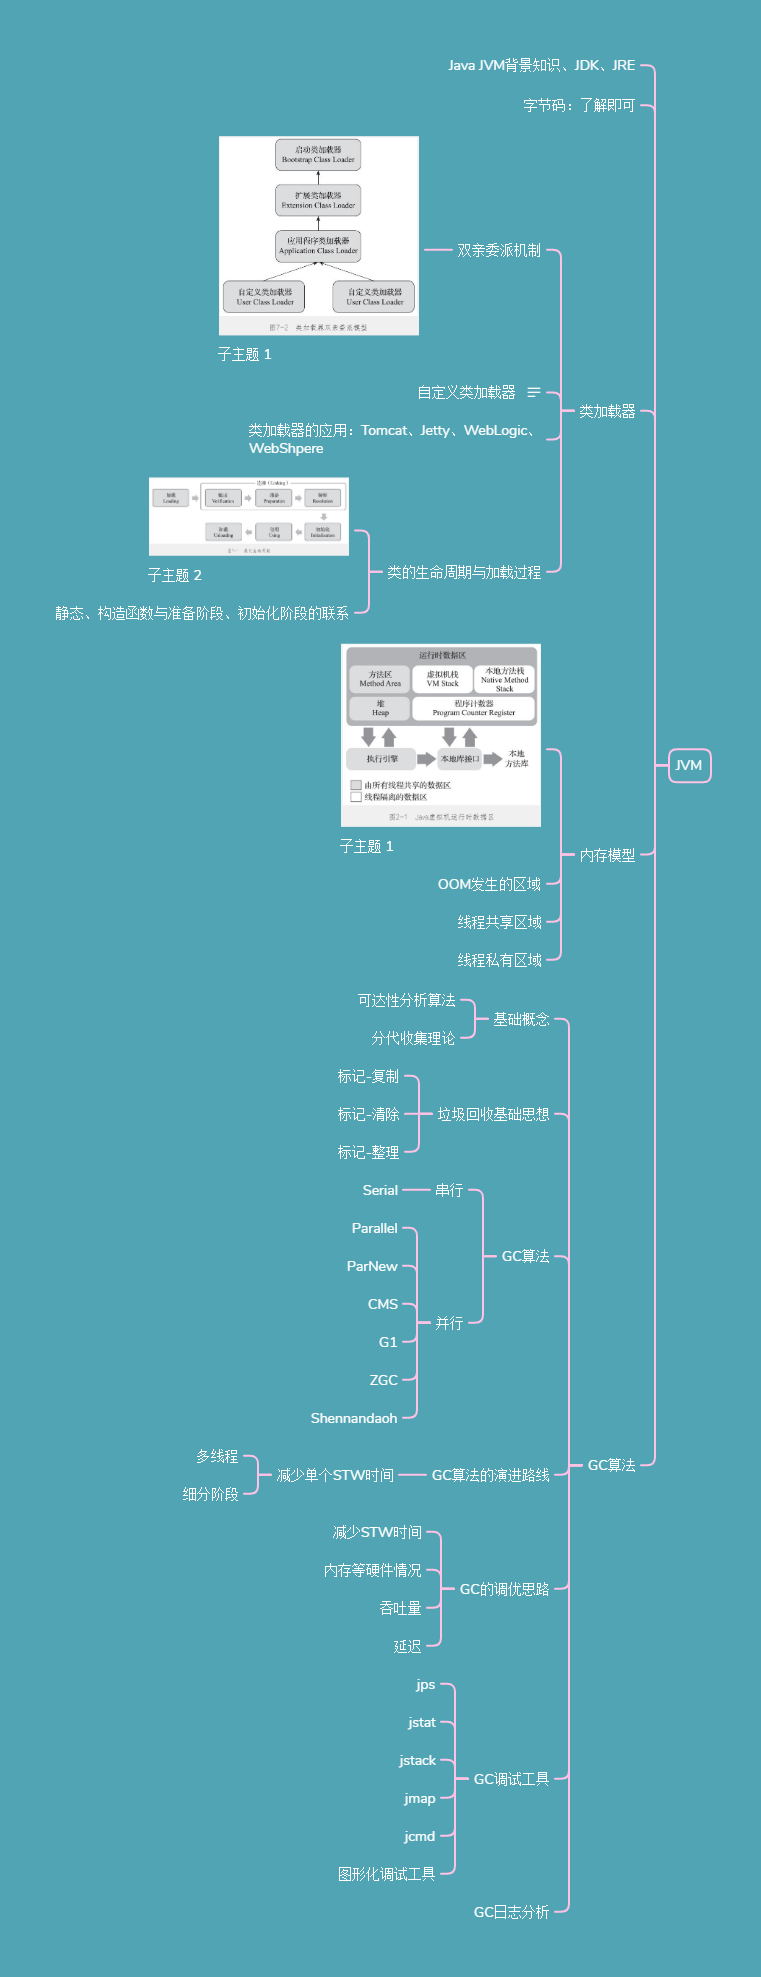 Java JVM背景知识、JDK、JRE
字节码：了解即可
启动类加载器
Bootstrap Class Loader
扩展类加载器
Extension Class Loader
应用程序类加载器
Application Class Loader
自定义类加载器
User Class Loader
自定义类加载器
User Class Loader
图7-2 类加载器双亲委派模型
子主题 1
双亲委派机制
自定义类加载器
类加载器
类加载器的应用：Tomcat、Jetty、WebLogic、
WebShpere
连接（Linking）
加载
Loading
验证
Verification
准备
Preparation
解析
Resolution
卸载
Unloading
使用
Using
初始化
Initialization
子主题 2
类的生命周期与加载过程
静态、构造函数与准备阶段、初始化阶段的联系
运行时数据区
方法区
Method Area
虚拟机栈
VM Stack
本地方法栈
Native Method
Stack
堆
Heap
程序计数器
Program Counter Register
执行引擎
本地库接口
本地
方法库
由所有线程共享的数据区
线程隔离的数据区
图2-1 Java虚拟机运行时数据区
子主题 1
JVM
内存模型
OOM发生的区域
线程共享区域
线程私有区域
可达性分析算法
基础概念
分代收集理论
标记-复制
标记-清除
垃圾回收基础思想
标记-整理
Serial
串行
Parallel
GC算法
ParNew
CMS
并行
G1
ZGC
Shennandaoh
多线程
GC算法
减少单个STW时间
GC算法的演进路线
细分阶段
减少STW时间
内存等硬件情况
GC的调优思路
吞吐量
延迟
jps
jstat
jstack
GC调试工具
jmap
jcmd
图形化调试工具
GC日志分析